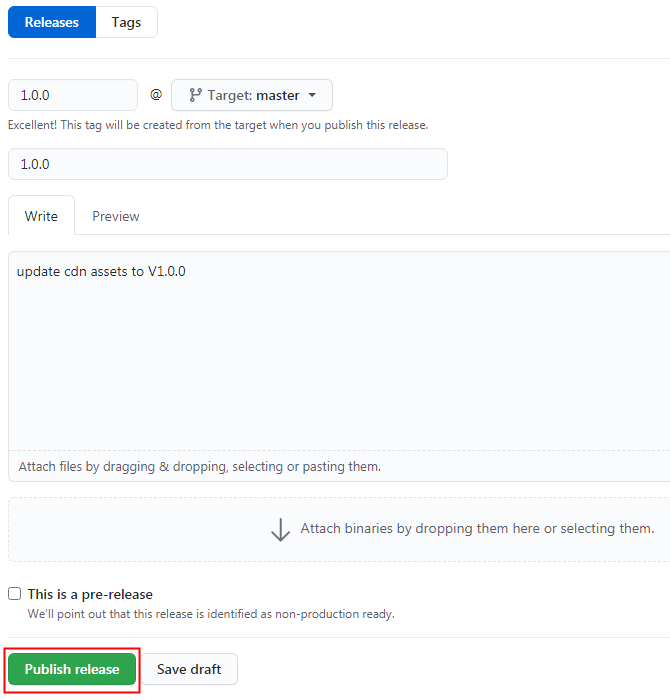 Releases Tags
1.0.0 @ Target: master
Excellent! This tag will be created from the target when you publish this release.
1.0.0
Write Preview
update cdn assets to V1.0.0
Attach files by dragging & dropping, selecting or pasting them.
Attach binaries by dropping them here or selecting them.
This is a pre-release
We'll point out that this release is identified as non-production ready.
Publish release Save draft